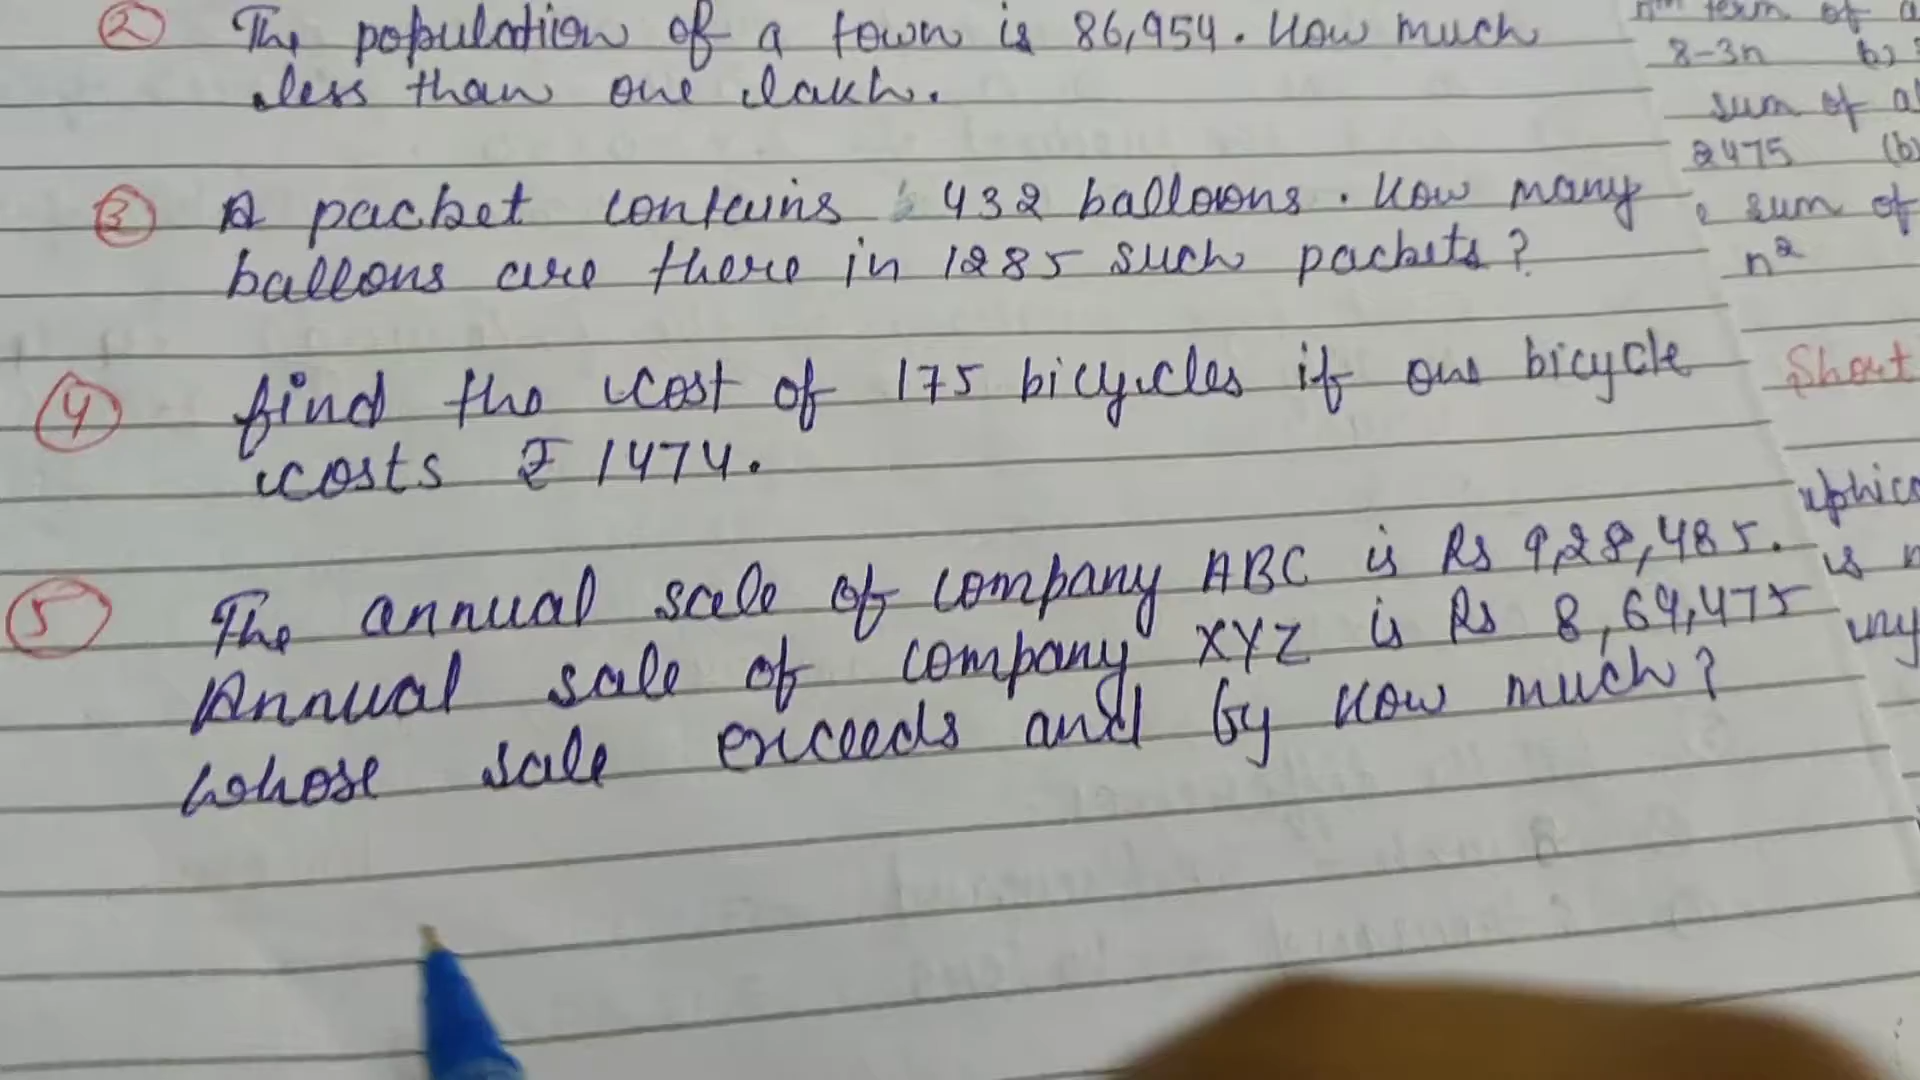 ② The population of a town is 86,954. How much
less than one lakh.
③ A packet contains 432 balloons. How many
ballons are there in 1285 such packets?
④ find the cost of 175 bicycles if one bicycle
costs ₹ 1474.
⑤ The annual sale of company ABC is Rs 9,28,485.
Annual sale of company XYZ is Rs 8,64,475
whose sale exceeds and by how much?
nth term of a
8-3n b)
sum of al
2475 (b)
sum of
n²
Short
is n